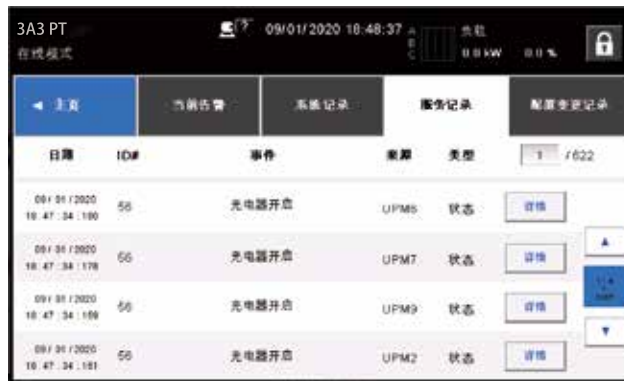 3A3 PT
在线模式
09/01/2020 18:48:37
A
B
C
负载
0.0 kW 0.0 %
◀ 主页
当前告警
系统记录
服务记录
配置变更记录
日期 ID# 事件 来源 类型 1 / 622
09 / 01 / 2020
18 : 47 : 34 : 190
56 充电器开启 UPM6 状态 详情
09 / 01 / 2020
18 : 47 : 34 : 178
56 充电器开启 UPM7 状态 详情
09 / 01 / 2020
18 : 47 : 34 : 159
56 充电器开启 UPM9 状态 详情
09 / 01 / 2020
18 : 47 : 34 : 151
56 充电器开启 UPM2 状态 详情